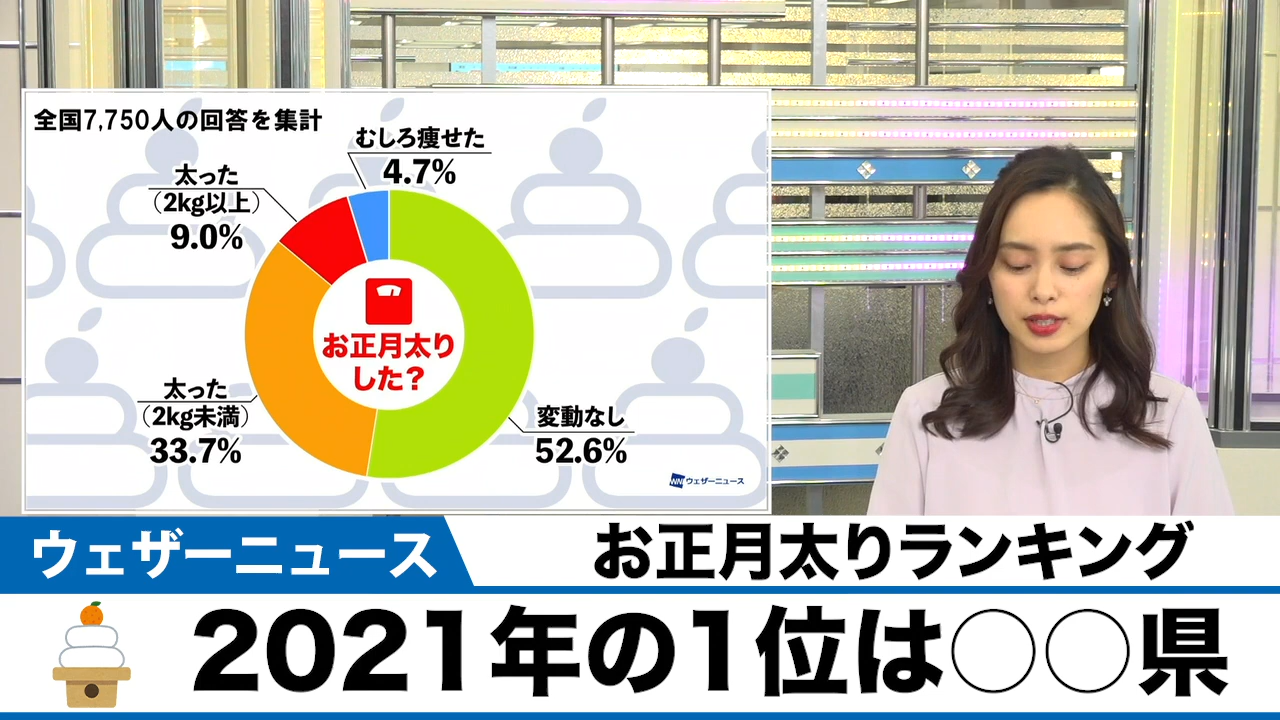 全国7,750人の回答を集計
むしろ痩せた
4.7%
太った
（2kg以上）
9.0%
お正月太り
した？
太った
（2kg未満）
33.7%
変動なし
52.6%
WNI ウェザーニュース
ウェザーニュース
お正月太りランキング
2021年の1位は○○県